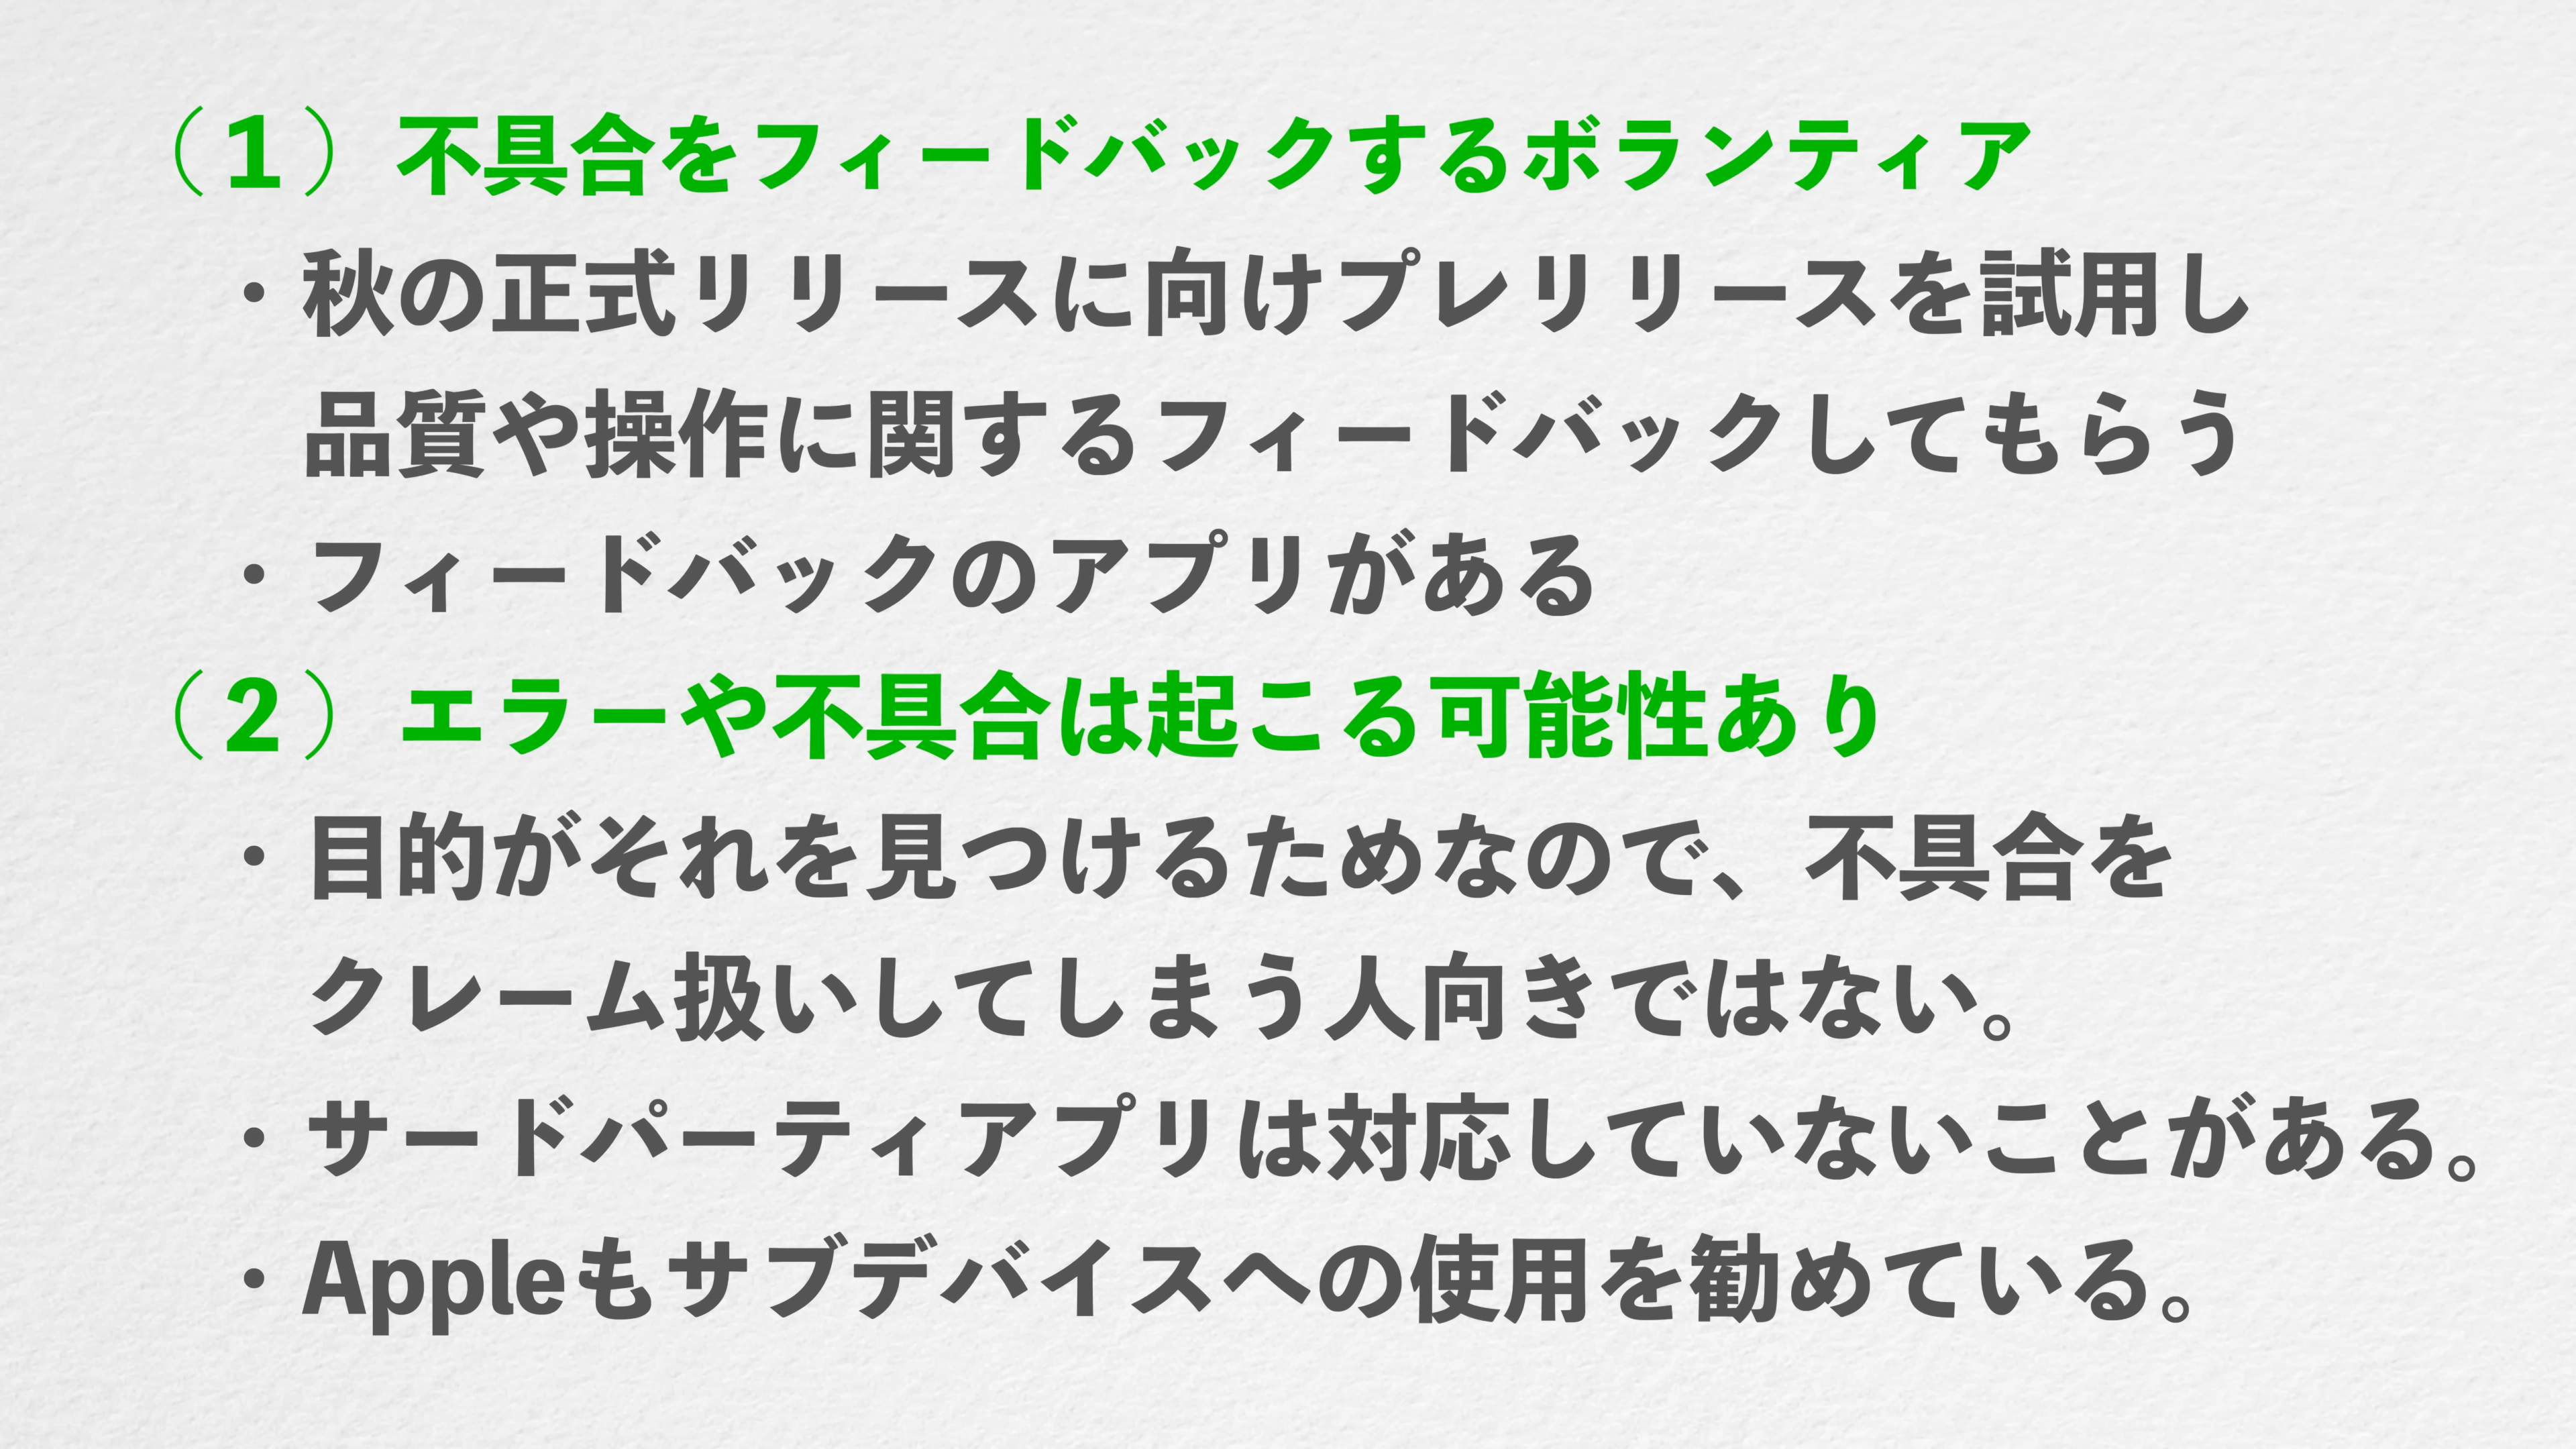 （１）不具合をフィードバックするボランティア
・秋の正式リリースに向けプレリリースを試用し
品質や操作に関するフィードバックしてもらう
・フィードバックのアプリがある
（２）エラーや不具合は起こる可能性あり
・目的がそれを見つけるためなので、不具合を
クレーム扱いしてしまう人向きではない。
・サードパーティアプリは対応していないことがある。
・Appleもサブデバイスへの使用を勧めている。